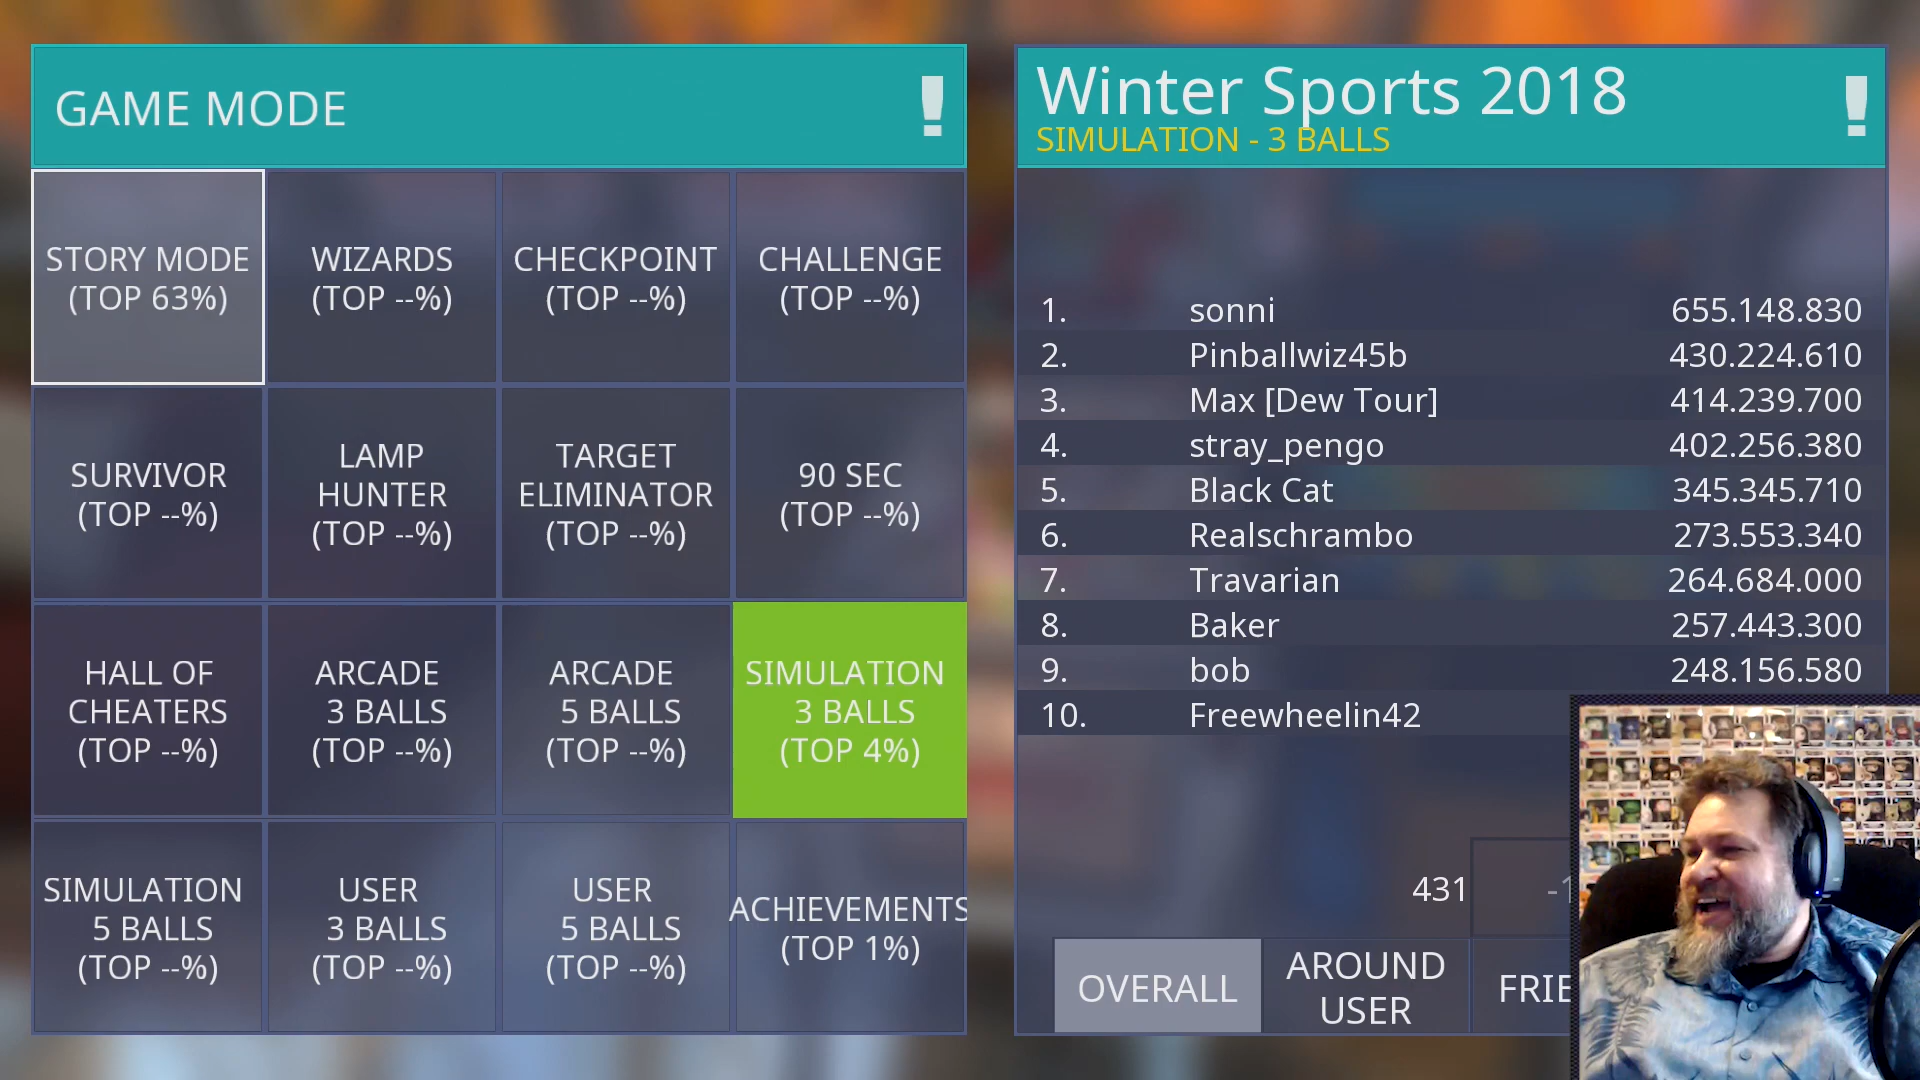 GAME MODE !
STORY MODE
(TOP 63%)
WIZARDS
(TOP --%)
CHECKPOINT
(TOP --%)
CHALLENGE
(TOP --%)
SURVIVOR
(TOP --%)
LAMP
HUNTER
(TOP --%)
TARGET
ELIMINATOR
(TOP --%)
90 SEC
(TOP --%)
HALL OF
CHEATERS
(TOP --%)
ARCADE
3 BALLS
(TOP --%)
ARCADE
5 BALLS
(TOP --%)
SIMULATION
3 BALLS
(TOP 4%)
SIMULATION
5 BALLS
(TOP --%)
USER
3 BALLS
(TOP --%)
USER
5 BALLS
(TOP --%)
ACHIEVEMENTS
(TOP 1%)
Winter Sports 2018 !
SIMULATION - 3 BALLS
1. sonni 655.148.830
2. Pinballwiz45b 430.224.610
3. Max [Dew Tour] 414.239.700
4. stray_pengo 402.256.380
5. Black Cat 345.345.710
6. Realschrambo 273.553.340
7. Travarian 264.684.000
8. Baker 257.443.300
9. bob 248.156.580
10. Freewheelin42
431
OVERALL
AROUND
USER